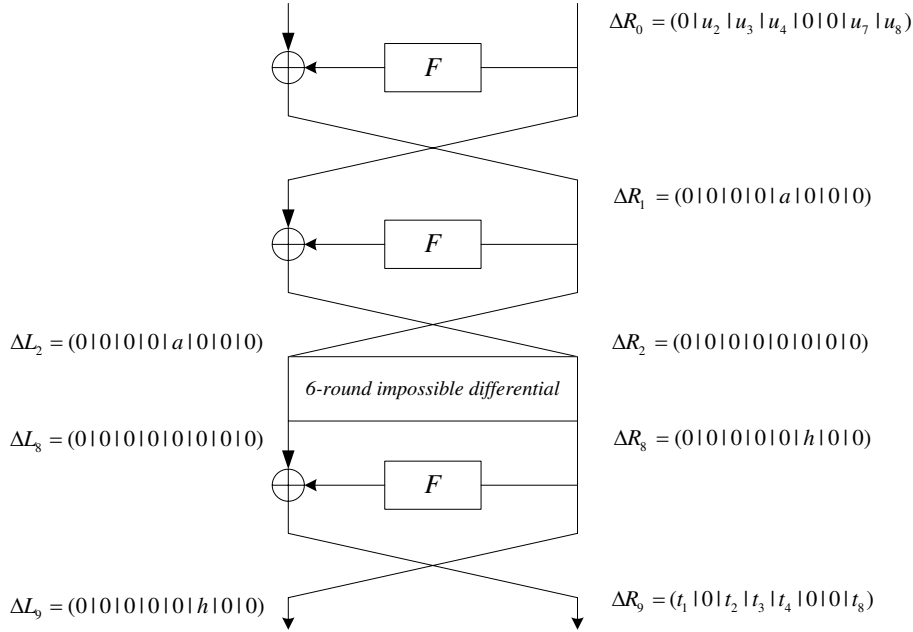 ΔR₀ = (0 | u₂ | u₃ | u₄ | 0 | 0 | u₇ | u₈)
F
ΔR₁ = (0 | 0 | 0 | 0 | a | 0 | 0 | 0)
F
ΔL₂ = (0 | 0 | 0 | 0 | a | 0 | 0 | 0)
ΔR₂ = (0 | 0 | 0 | 0 | 0 | 0 | 0 | 0)
6-round impossible differential
ΔL₈ = (0 | 0 | 0 | 0 | 0 | 0 | 0 | 0)
ΔR₈ = (0 | 0 | 0 | 0 | 0 | h | 0 | 0)
F
ΔL₉ = (0 | 0 | 0 | 0 | 0 | h | 0 | 0)
ΔR₉ = (t₁ | 0 | t₂ | t₃ | t₄ | 0 | 0 | t₈)